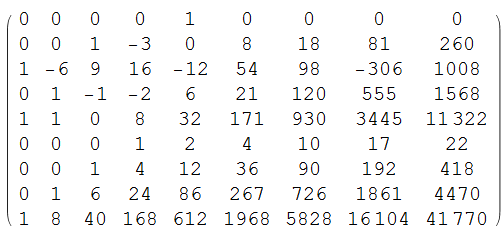 0 0 0 0 1 0 0 0 0
0 0 1 -3 0 8 18 81 260
1 -6 9 16 -12 54 98 -306 1008
0 1 -1 -2 6 21 120 555 1568
1 1 0 8 32 171 930 3445 11322
0 0 0 1 2 4 10 17 22
0 0 1 4 12 36 90 192 418
0 1 6 24 86 267 726 1861 4470
1 8 40 168 612 1968 5828 16104 41770